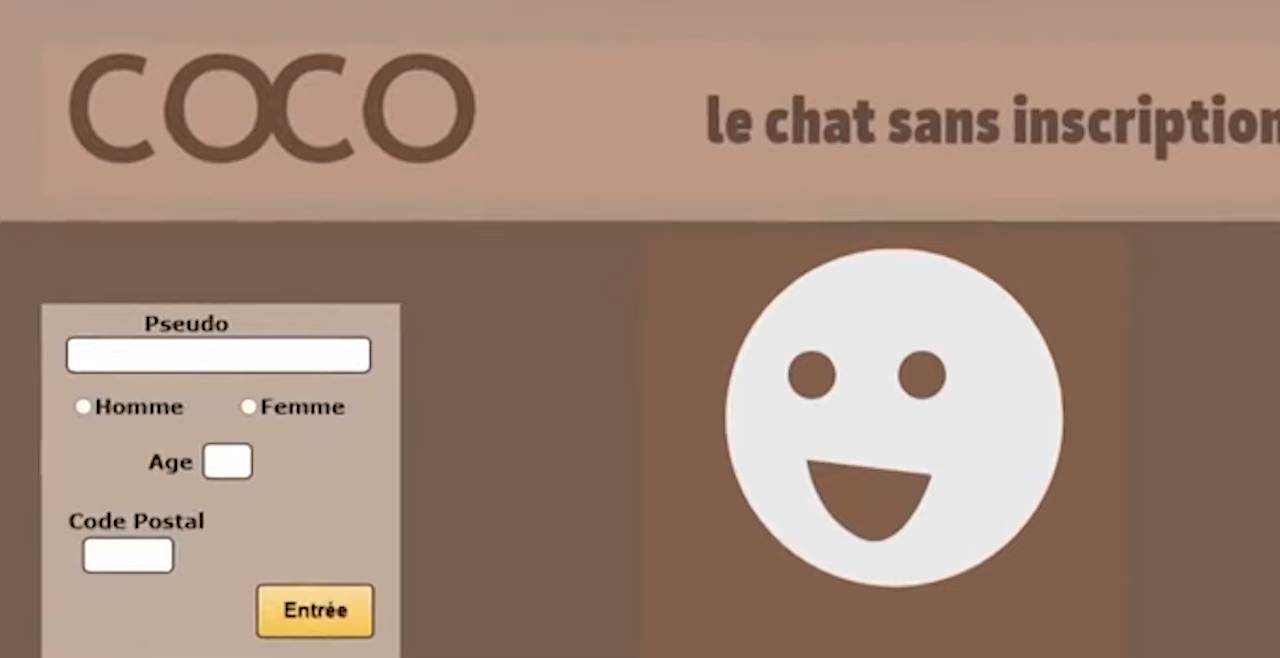 COCO
le chat sans inscription
Pseudo
Homme Femme
Age
Code Postal
Entrée